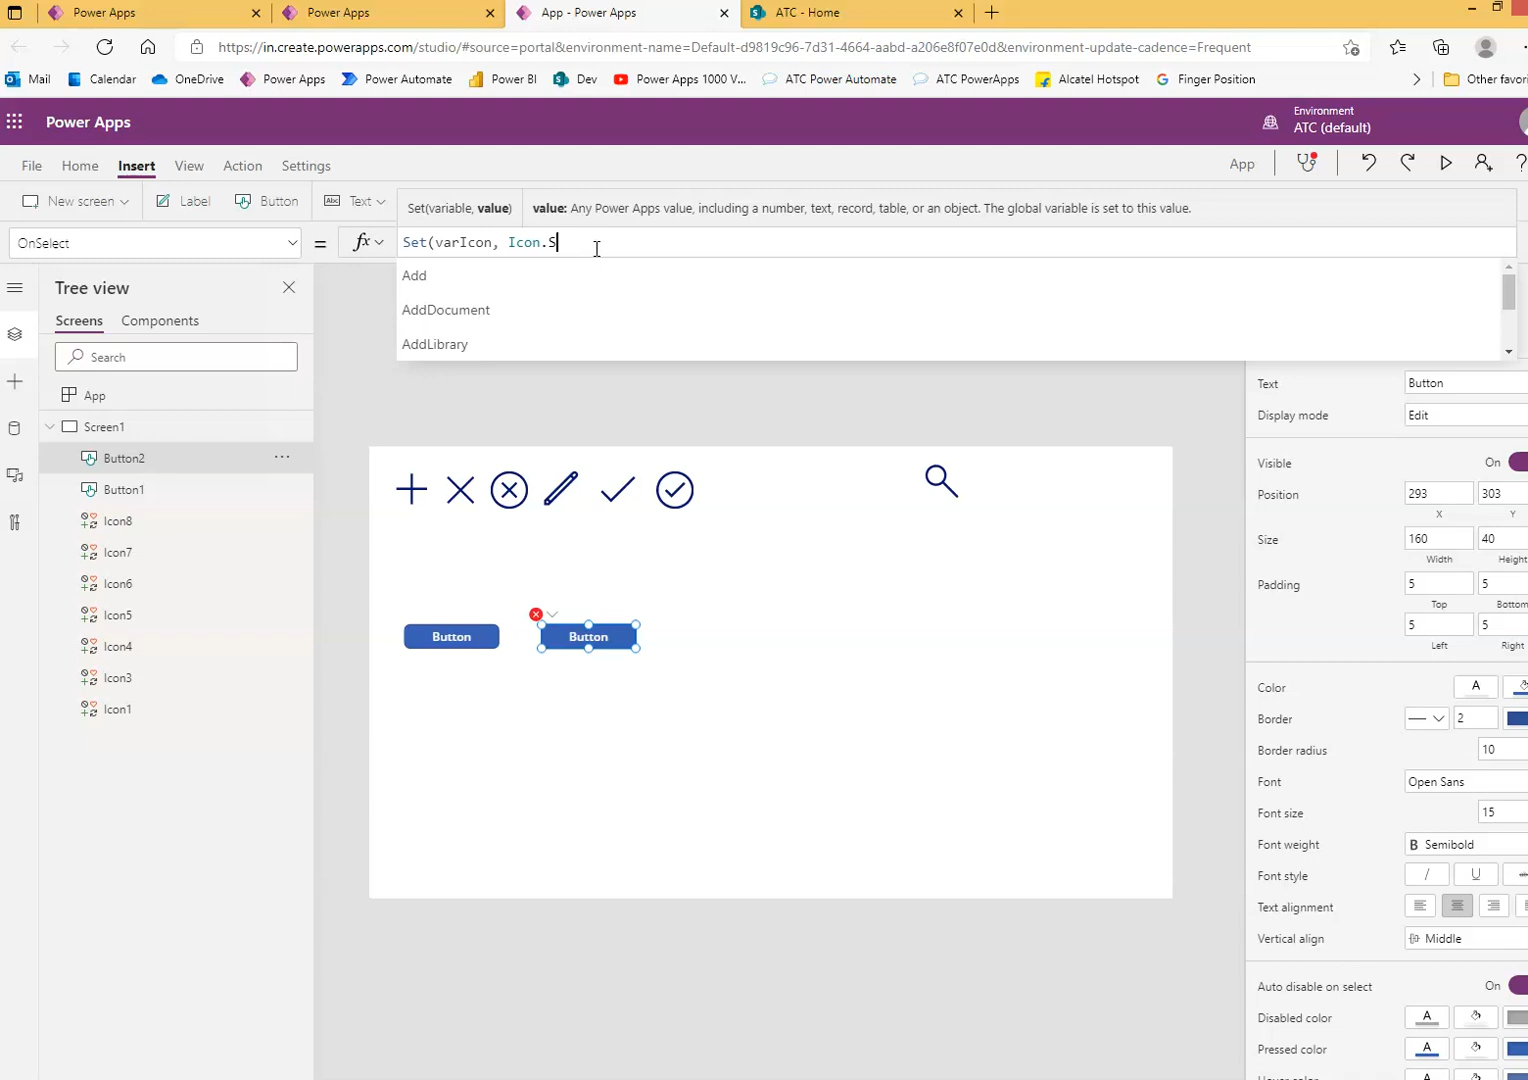 Power Apps
Power Apps
App - Power Apps
ATC - Home
https://in.create.powerapps.com/studio/#source=portal&environment-name=Default-d9819c96-7d31-4664-aabd-a206e8f07e0d&environment-update-cadence=Frequent
Mail
Calendar
OneDrive
Power Apps
Power Automate
Power BI
Dev
Power Apps 1000 V...
ATC Power Automate
ATC PowerApps
Alcatel Hotspot
Finger Position
Other favori
Power Apps
Environment
ATC (default)
File
Home
Insert
View
Action
Settings
App
New screen
Label
Button
Abc Text
Set(variable, value)
value: Any Power Apps value, including a number, text, record, table, or an object. The global variable is set to this value.
OnSelect
=
fx
Set(varIcon, Icon.S
Add
AddDocument
AddLibrary
Tree view
Screens
Components
Search
App
Screen1
Button2
Button1
Icon8
Icon7
Icon6
Icon5
Icon4
Icon3
Icon1
Button
Button
Text
Button
Display mode
Edit
Visible
On
Position
293
303
X
Y
Size
160
40
Width
Height
Padding
5
5
Top
Bottom
5
5
Left
Right
Color
A
Border
2
Border radius
10
Font
Open Sans
Font size
15
Font weight
B Semibold
Font style
/
U
Text alignment
Vertical align
Middle
Auto disable on select
On
Disabled color
A
Pressed color
A